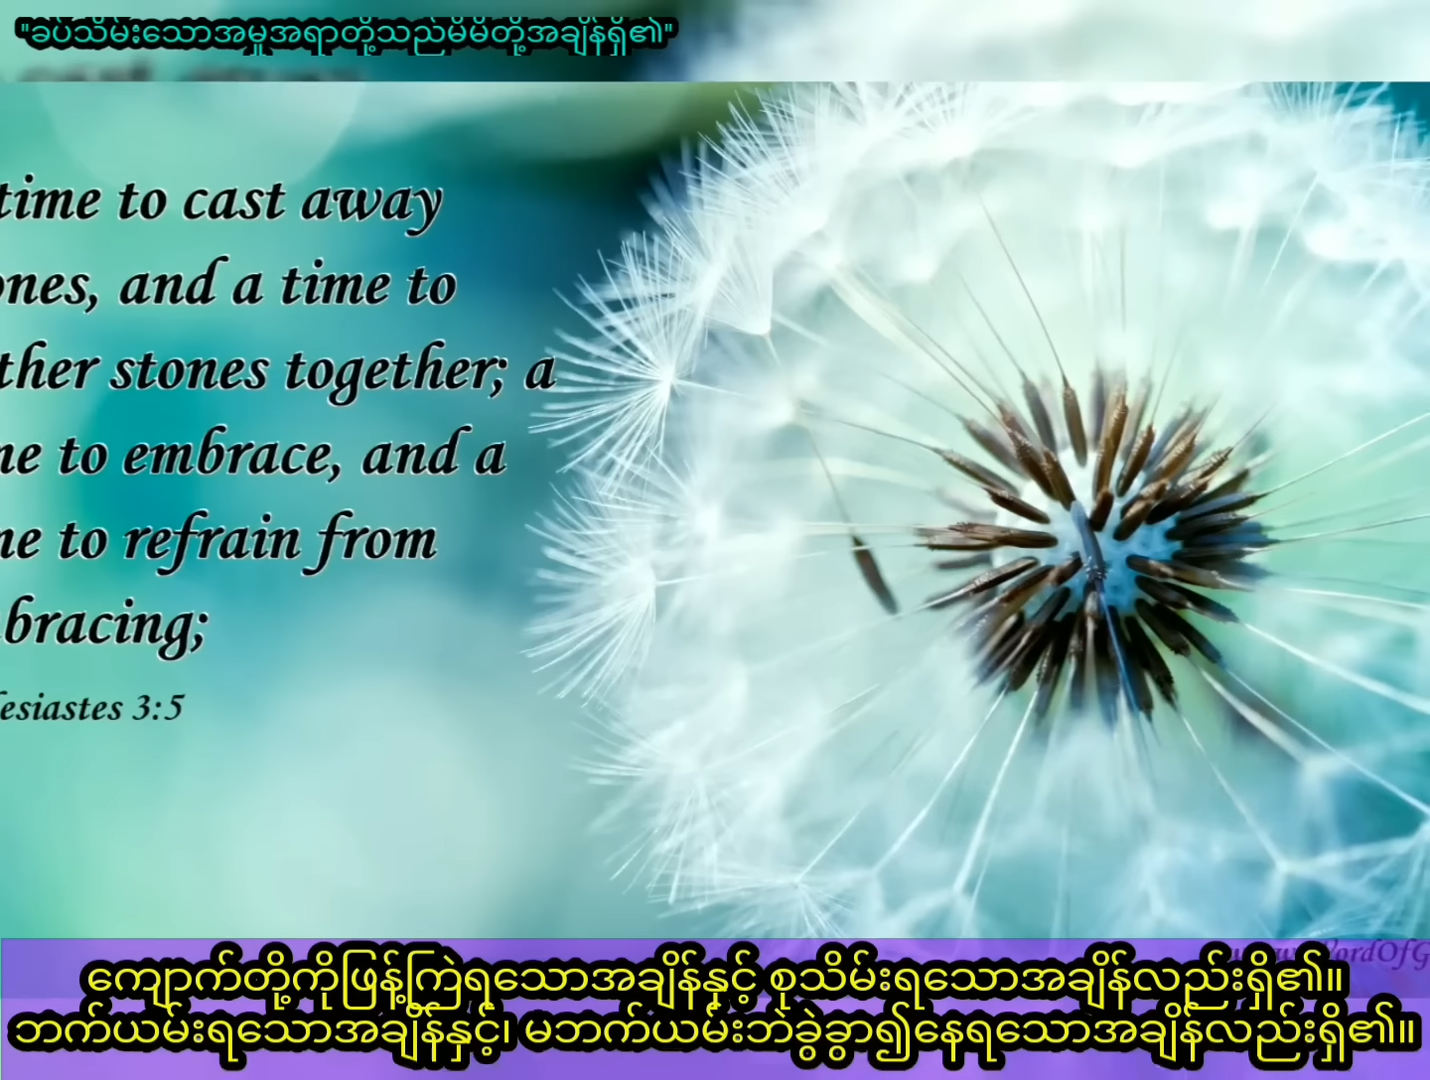 "ခပ်သိမ်းသောအမှုအရာတို့သည်မိမိတို့အချိန်ရှိ၏"
time to cast away
ones, and a time to
ther stones together; a
ne to embrace, and a
ne to refrain from
bracing;
esiastes 3:5
ကျောက်တို့ကိုဖြန့်ကြဲရသောအချိန်နှင့် စုသိမ်းရသောအချိန်လည်းရှိ၏။
ဘက်ယမ်းရသောအချိန်နှင့်၊ မဘက်ယမ်းဘဲခွဲခွာ၍နေရသောအချိန်လည်းရှိ၏။